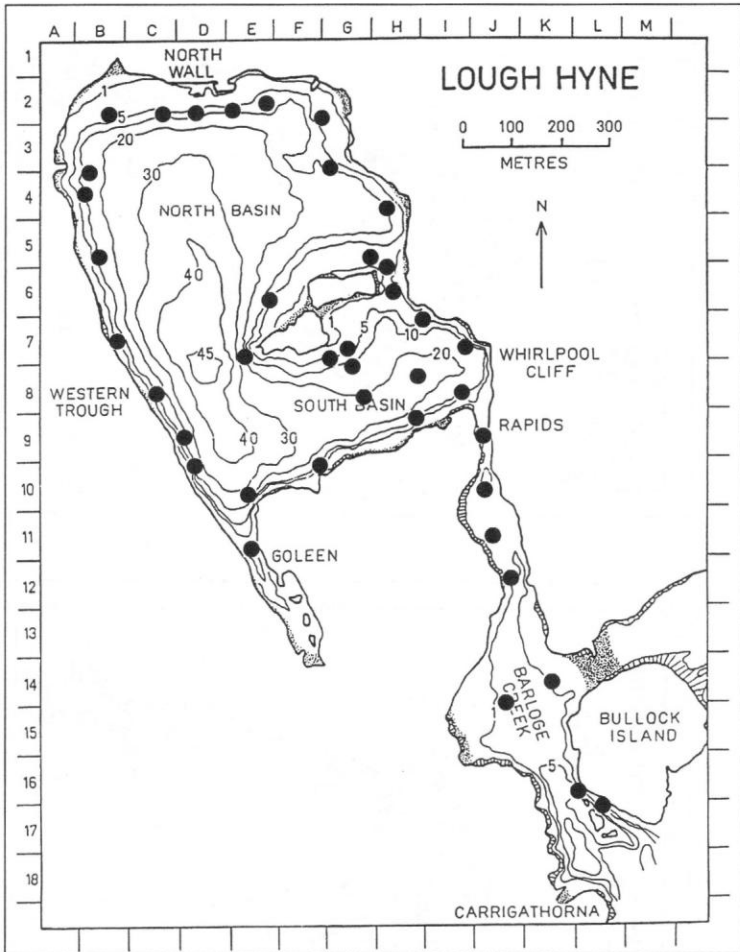 A B C D E F G H I J K L M
1
2
3
4
5
6
7
8
9
10
11
12
13
14
15
16
17
18
NORTH
WALL
LOUGH HYNE
0 100 200 300
METRES
N
1
5
20
30
NORTH BASIN
40
45
5
10
20
WHIRLPOOL
CLIFF
WESTERN
TROUGH
SOUTH BASIN
RAPIDS
40
30
GOLEEN
BARLOGE
CREEK
1
BULLOCK
ISLAND
5
CARRIGATHORNA